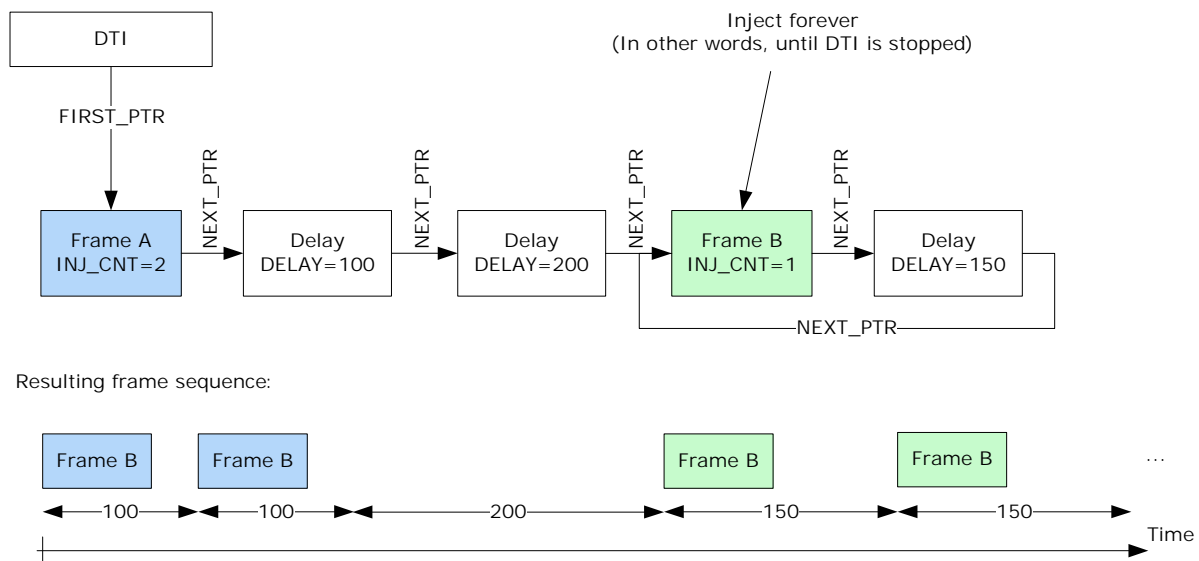 DTI
Inject forever
(In other words, until DTI is stopped)
FIRST_PTR
NEXT_PTR
NEXT_PTR
NEXT_PTR
NEXT_PTR
Frame A
INJ_CNT=2
Delay
DELAY=100
Delay
DELAY=200
Frame B
INJ_CNT=1
Delay
DELAY=150
NEXT_PTR
Resulting frame sequence:
Frame B
Frame B
Frame B
Frame B
...
100
100
200
150
150
Time